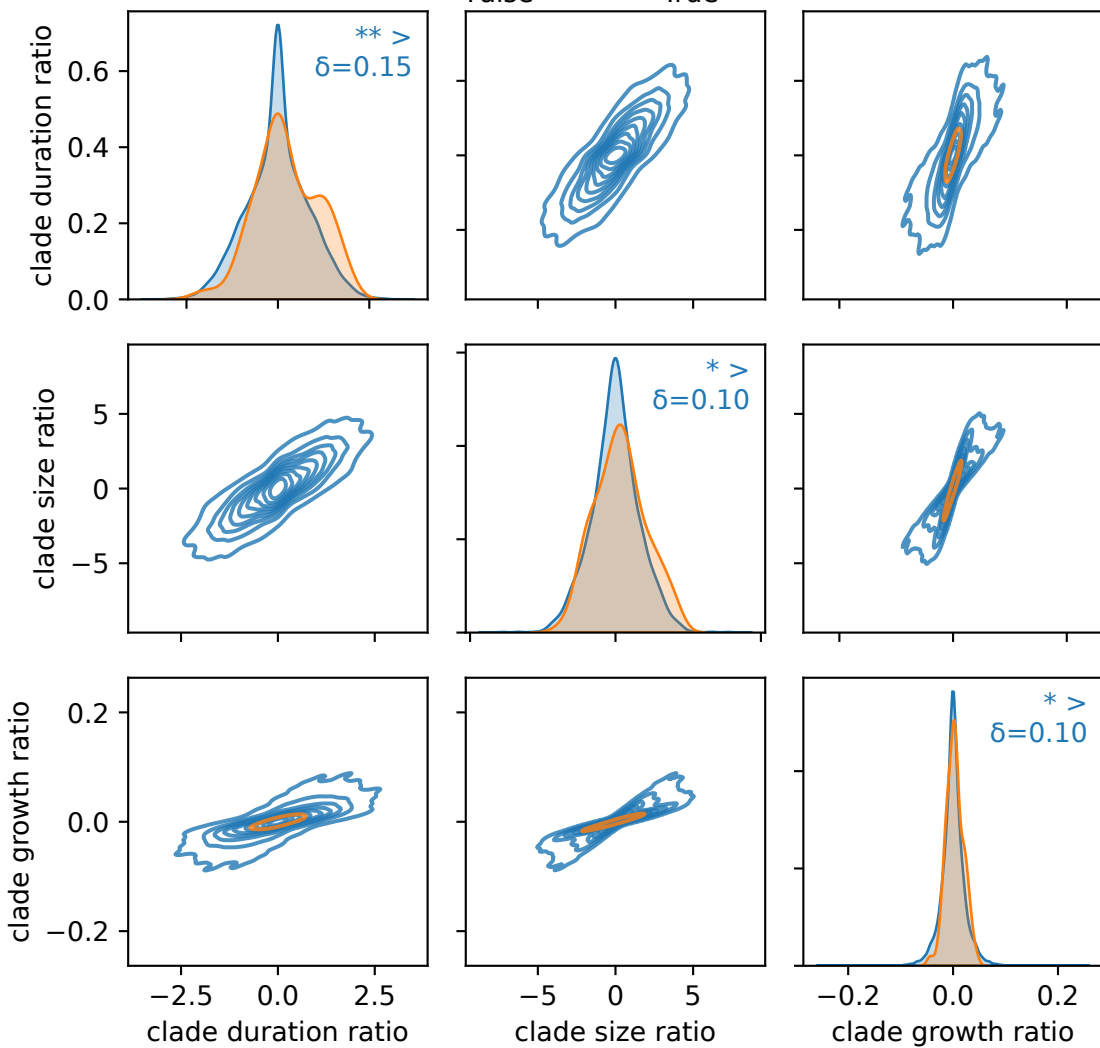 False True
clade duration ratio
0.6
0.4
0.2
0.0
** >
δ=0.15
clade size ratio
5
0
−5
* >
δ=0.10
clade growth ratio
0.2
0.0
−0.2
* >
δ=0.10
−2.5 0.0 2.5
−5 0 5
−0.2 0.0 0.2
clade duration ratio
clade size ratio
clade growth ratio